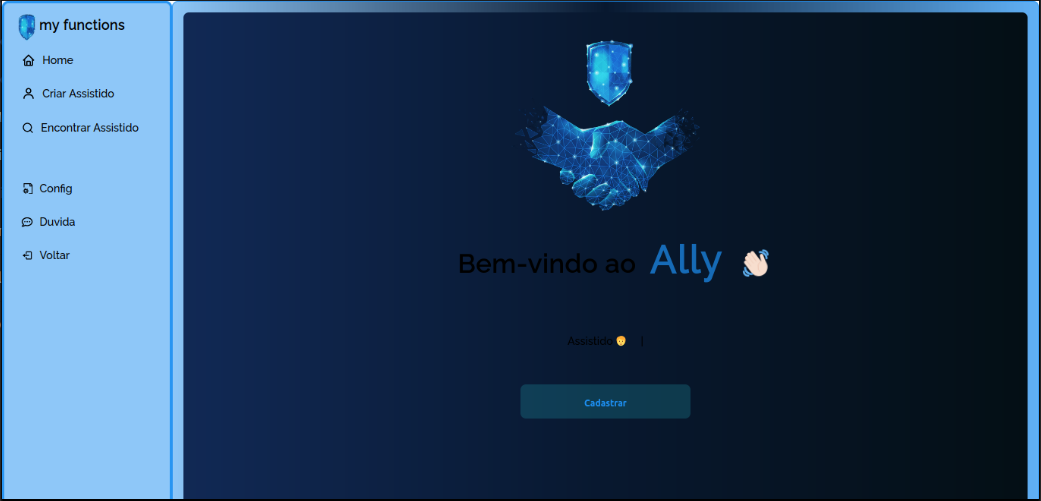 my functions
Home
Criar Assistido
Encontrar Assistido
Config
Duvida
Voltar
Bem-vindo ao Ally 👋🏻
Assistido 👩 |
Cadastrar